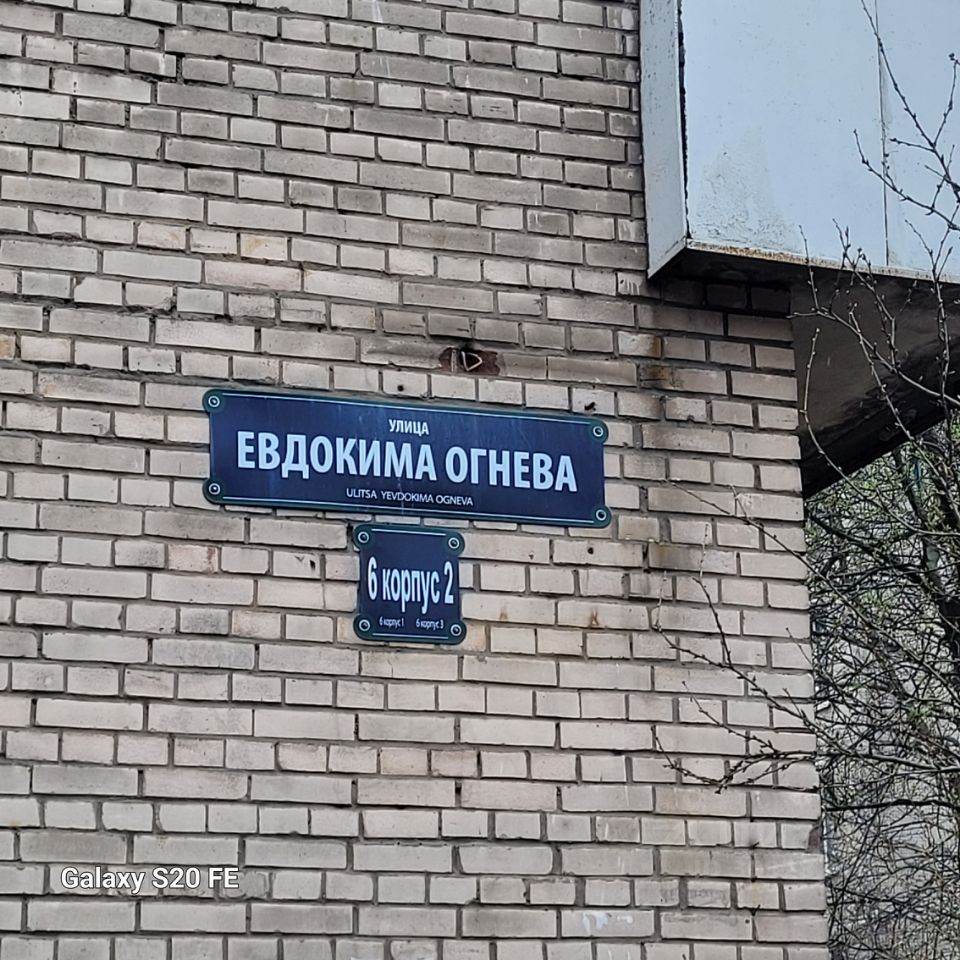 УЛИЦА
ЕВДОКИМА ОГНЕВА
ULITSA YEVDOKIMA OGNEVA
6 корпус 2
6 корпус 1 6 корпус 3
Galaxy S20 FE